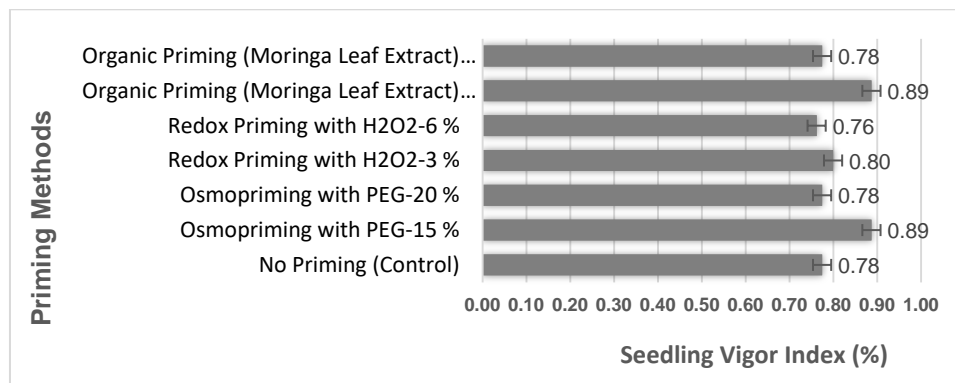 Priming Methods
Organic Priming (Moringa Leaf Extract)... 0.78
Organic Priming (Moringa Leaf Extract)... 0.89
Redox Priming with H2O2-6 % 0.76
Redox Priming with H2O2-3 % 0.80
Osmopriming with PEG-20 % 0.78
Osmopriming with PEG-15 % 0.89
No Priming (Control) 0.78
0.00 0.10 0.20 0.30 0.40 0.50 0.60 0.70 0.80 0.90 1.00
Seedling Vigor Index (%)